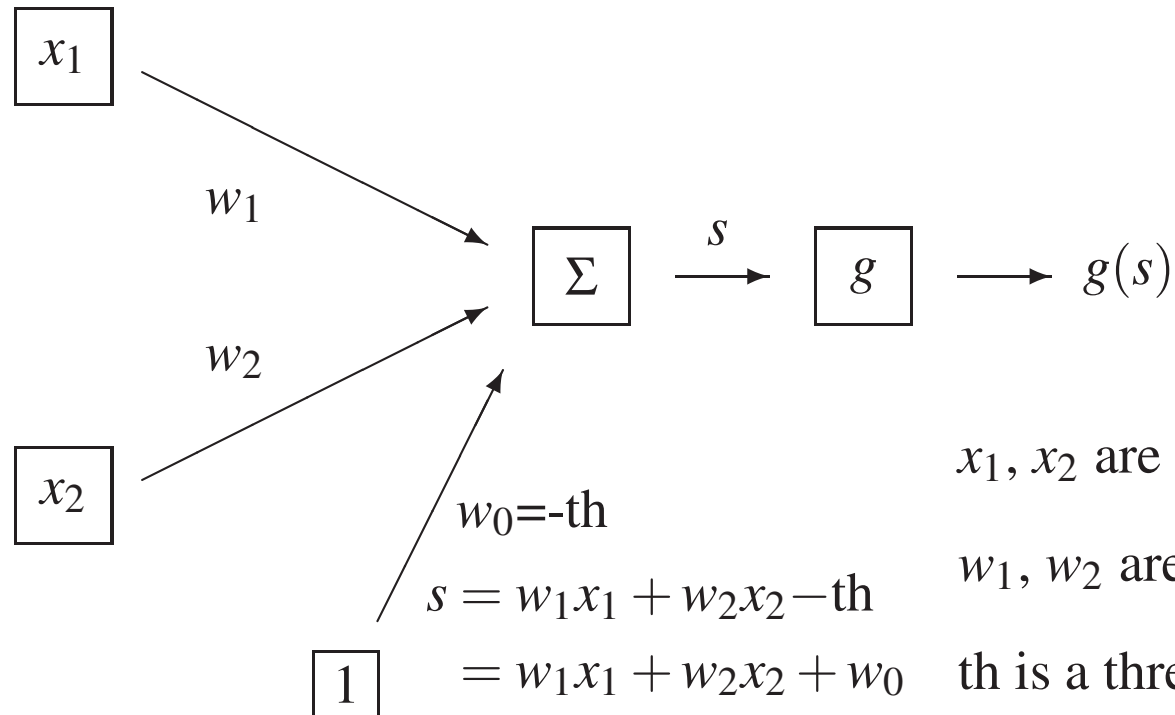 x₁
w₁
s
Σ
g
g(s)
w₂
x₂
x₁, x₂ are
w₀=-th
w₁, w₂ are
s = w₁x₁ + w₂x₂−th
1
= w₁x₁ + w₂x₂ + w₀
th is a thre